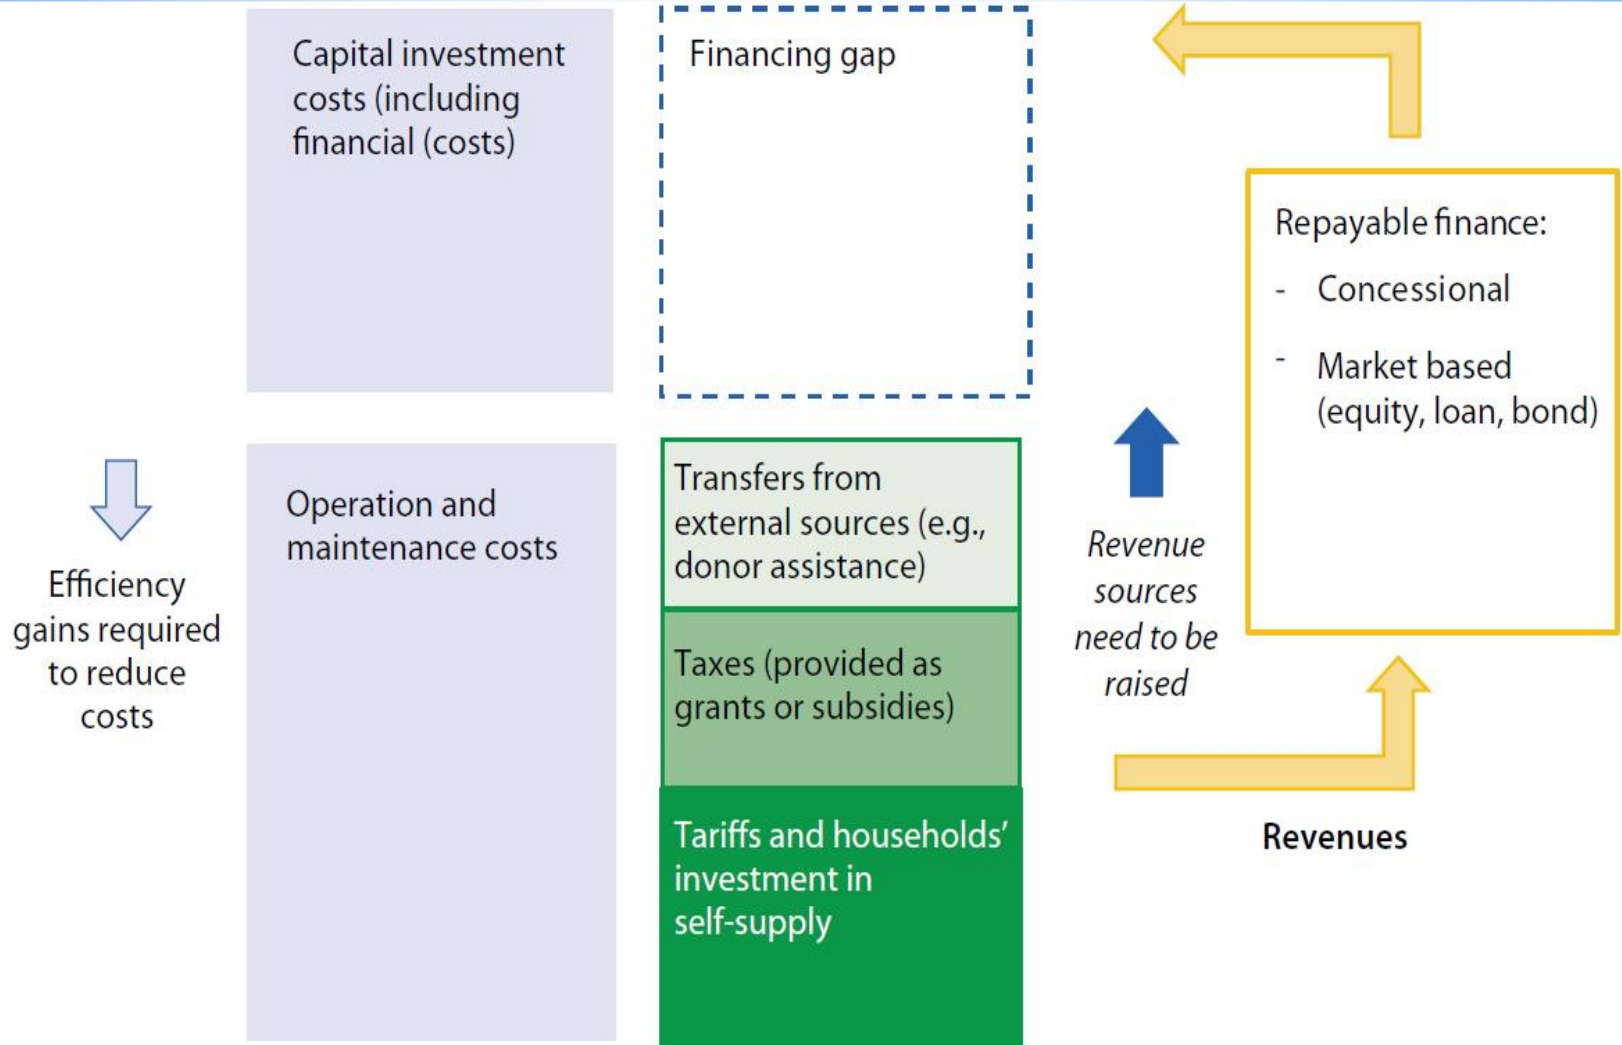 Capital investment
costs (including
financial (costs)
Financing gap
Repayable finance:
- Concessional
- Market based
(equity, loan, bond)
Efficiency
gains required
to reduce
costs
Operation and
maintenance costs
Transfers from
external sources (e.g.,
donor assistance)
Taxes (provided as
grants or subsidies)
Tariffs and households’
investment in
self-supply
Revenue
sources
need to be
raised
Revenues